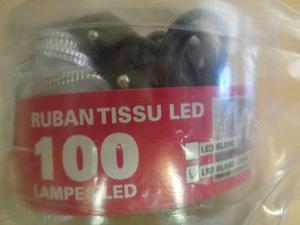 RUBAN TISSU LED
100
LAMPES LED
LED BLANC
LED BLANC